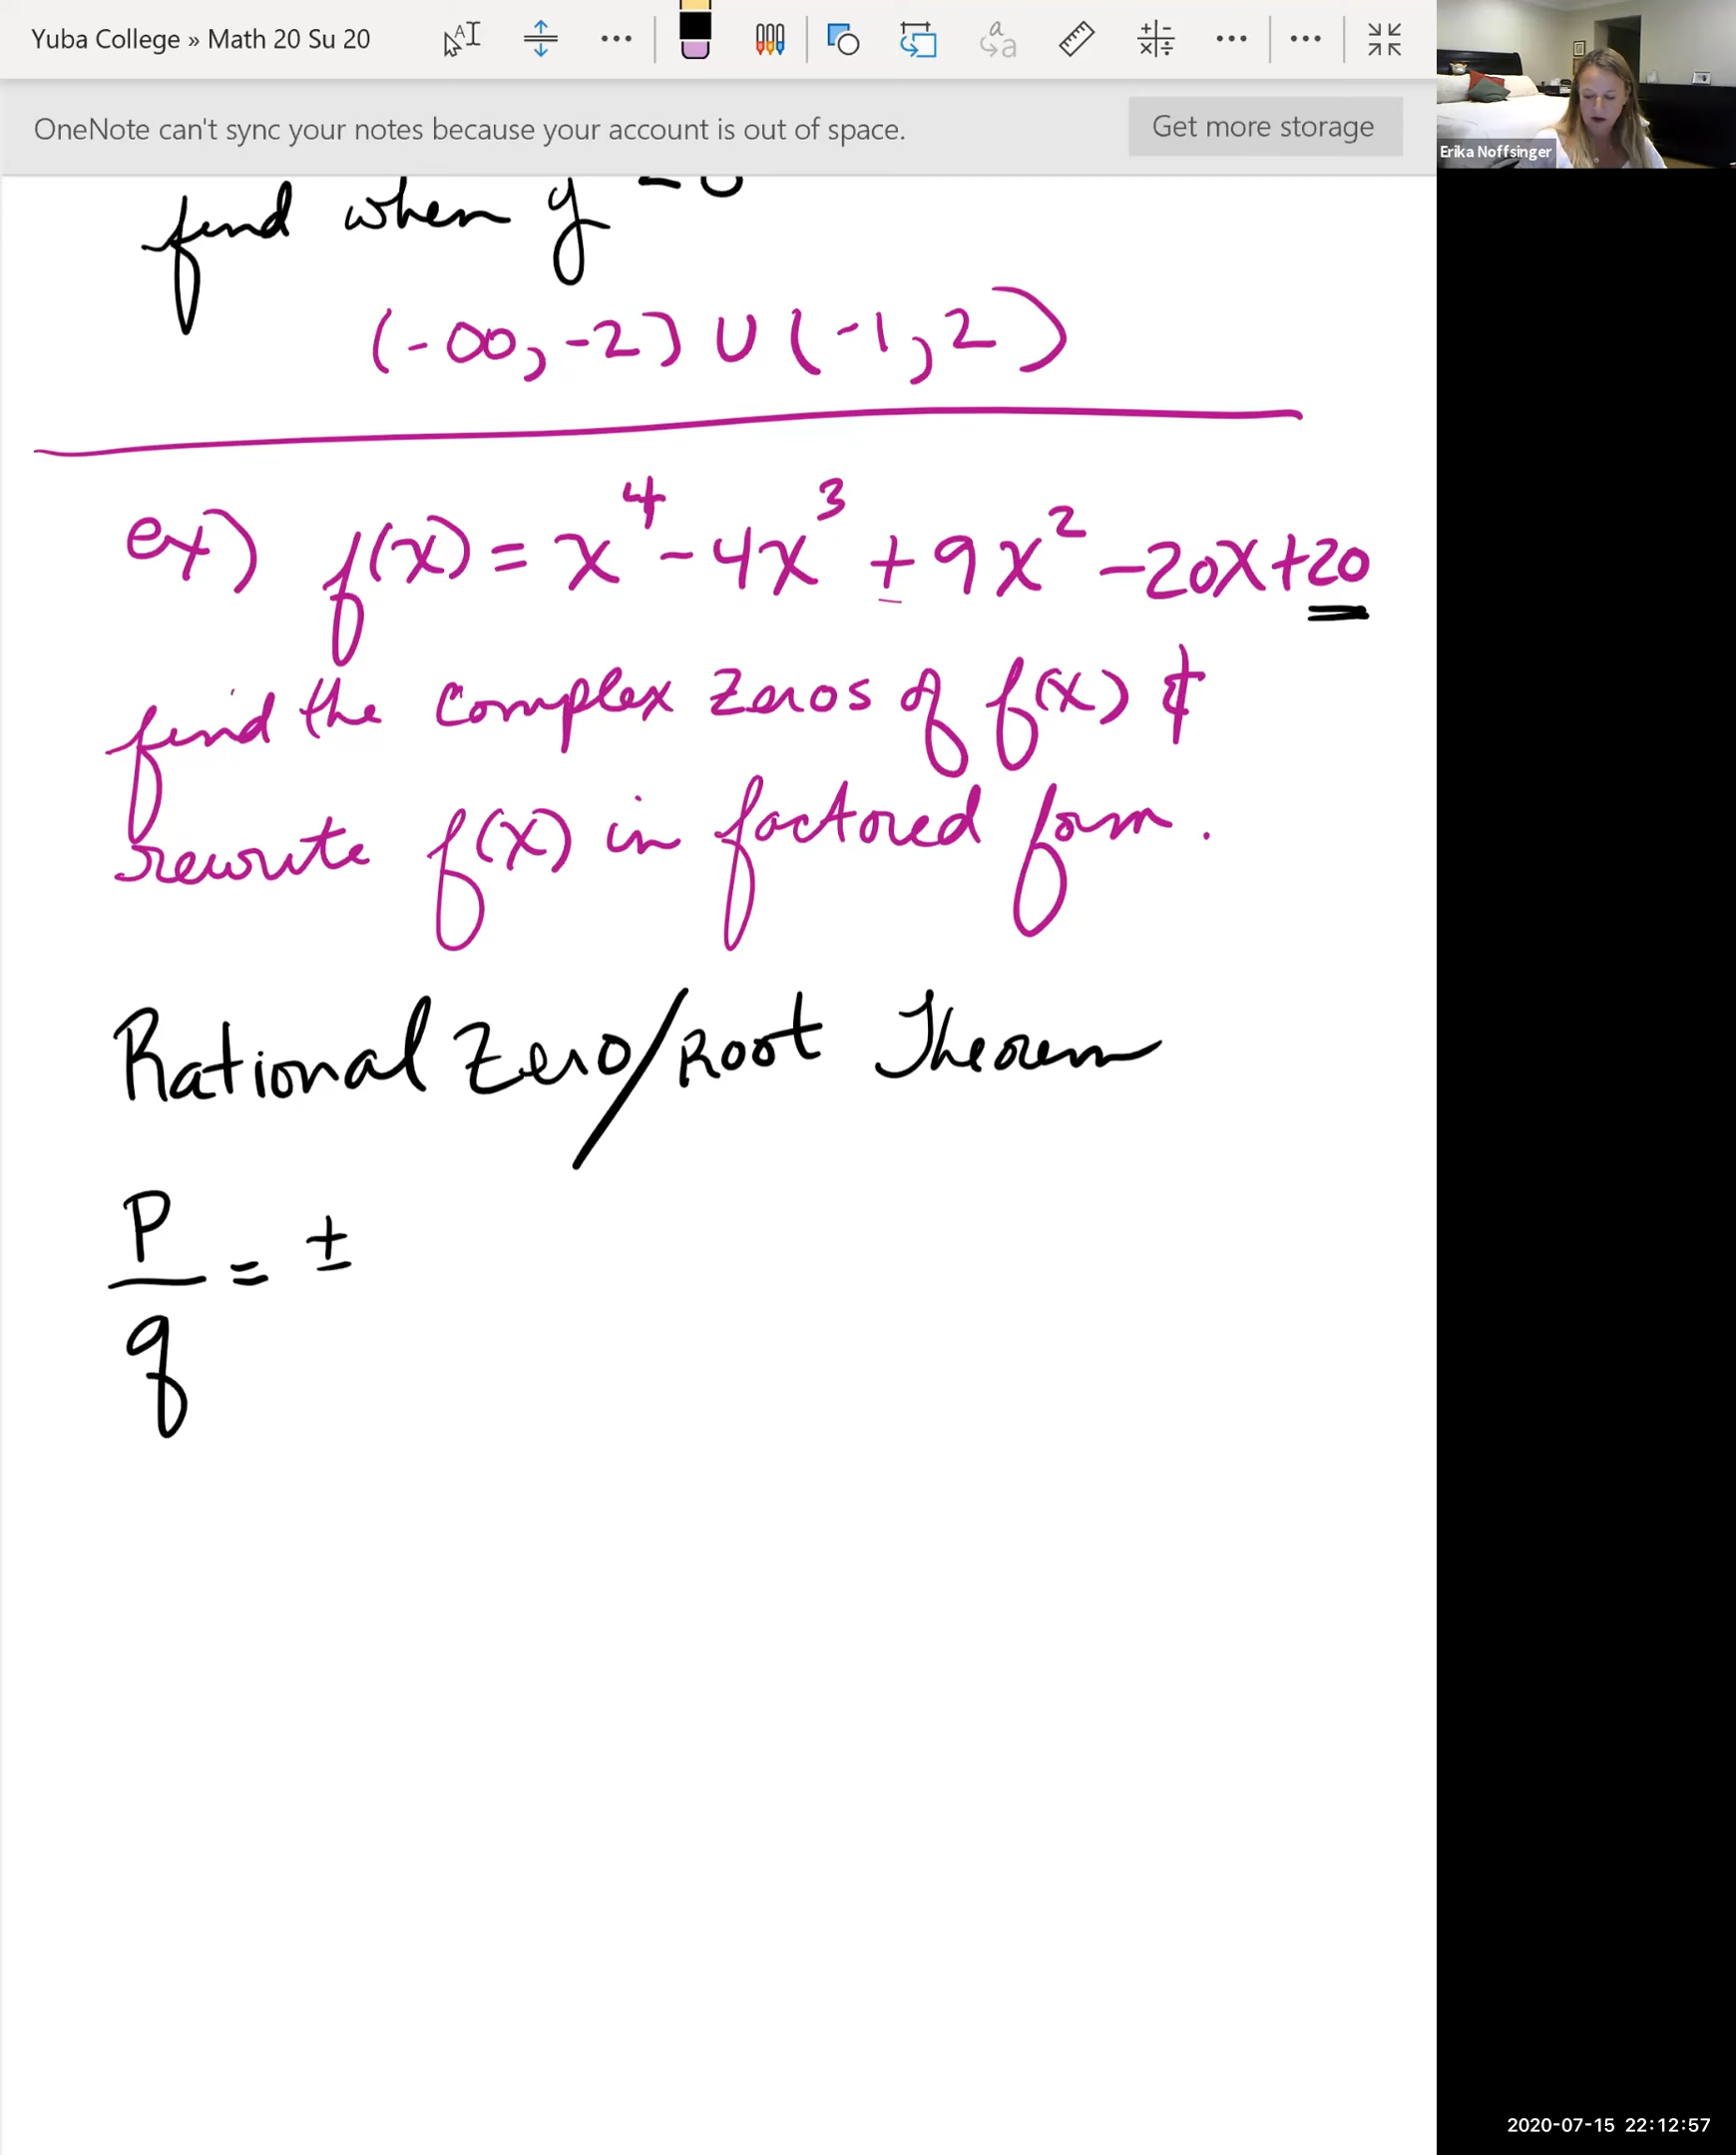 Yuba College » Math 20 Su 20
OneNote can't sync your notes because your account is out of space.
Get more storage
Erika Noffsinger
find when y
(-∞, -2) ∪ (-1, 2)
ex) f(x) = x⁴ - 4x³ + 9x² - 20x + 20
find the complex zeros of f(x) &
rewrite f(x) in factored form.
Rational Zero/Root Theorem
P/q = ±
2020-07-15 22:12:57